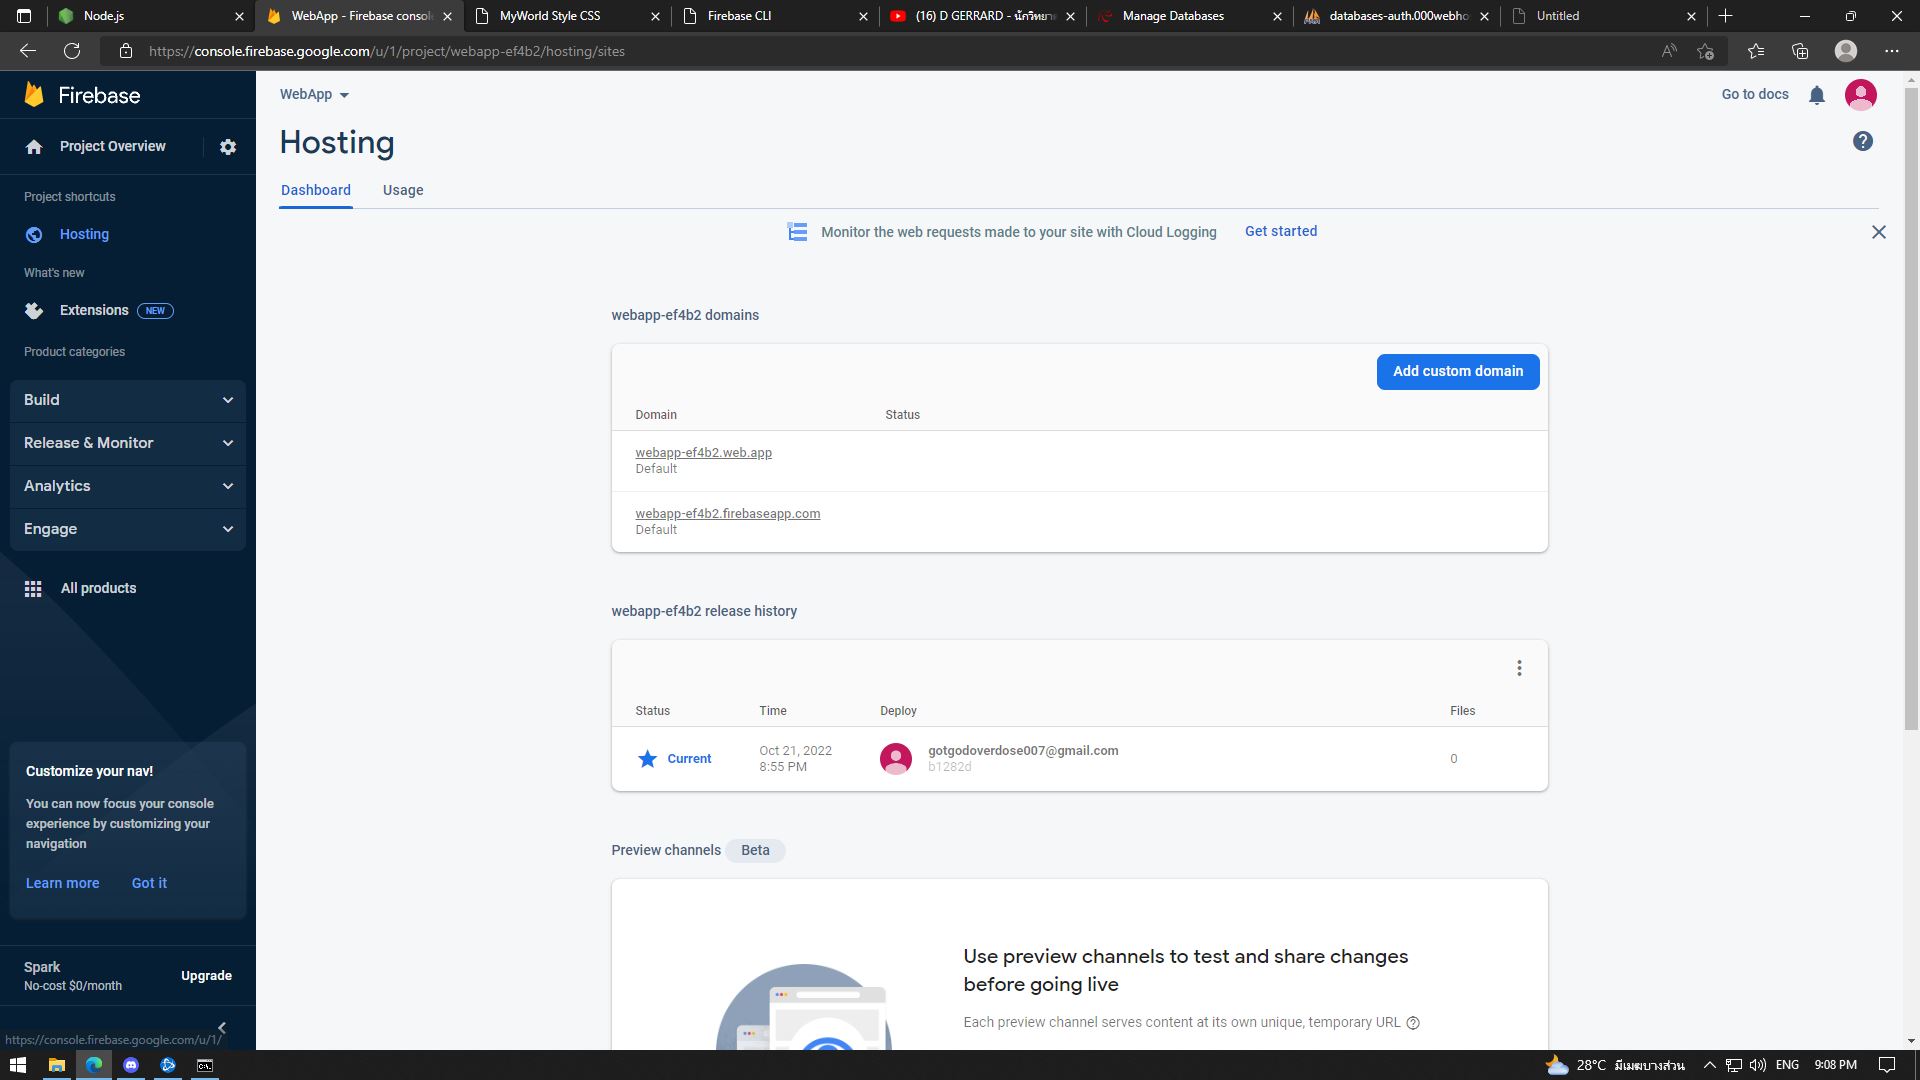 Node.js
WebApp - Firebase consol
MyWorld Style CSS
Firebase CLI
(16) D GERRARD - นักวิทยา
Manage Databases
databases-auth.000webho
Untitled
https://console.firebase.google.com/u/1/project/webapp-ef4b2/hosting/sites
Firebase
WebApp
Go to docs
Project Overview
Hosting
Project shortcuts
Dashboard
Usage
Hosting
Monitor the web requests made to your site with Cloud Logging
Get started
What's new
Extensions
NEW
Product categories
Build
Release & Monitor
Analytics
Engage
All products
webapp-ef4b2 domains
Add custom domain
Domain
Status
webapp-ef4b2.web.app
Default
webapp-ef4b2.firebaseapp.com
Default
webapp-ef4b2 release history
Status
Time
Deploy
Files
Current
Oct 21, 2022
8:55 PM
gotgodoverdose007@gmail.com
b1282d
0
Preview channels
Beta
Use preview channels to test and share changes
before going live
Each preview channel serves content at its own unique, temporary URL
Customize your nav!
You can now focus your console
experience by customizing your
navigation
Learn more
Got it
Spark
No-cost $0/month
Upgrade
https://console.firebase.google.com/u/1/
28°C
มีเมฆบางส่วน
ENG
9:08 PM